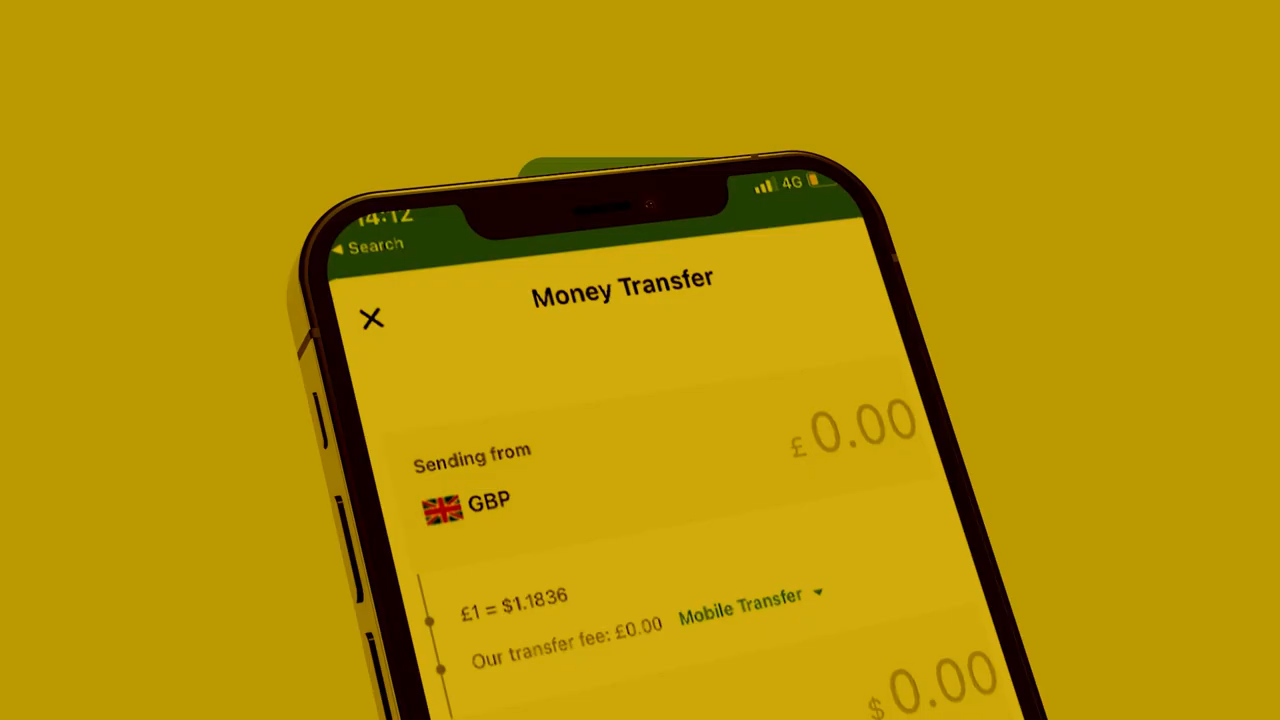 14:12
4G
◀ Search
Money Transfer
Sending from
£0.00
GBP
£1 = $1.1836
Our transfer fee: £0.00 Mobile Transfer
$0.00